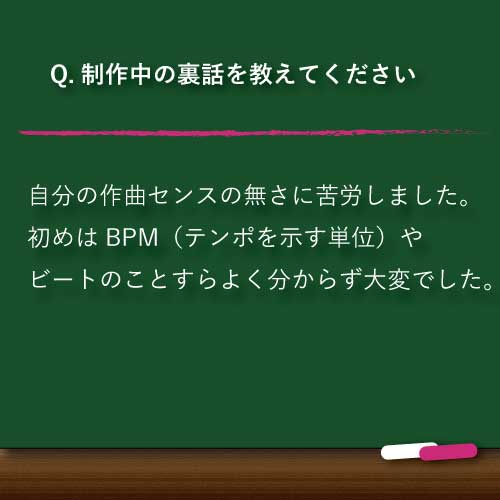 Q. 制作中の裏話を教えてください
自分の作曲センスの無さに苦労しました。
初めは BPM（テンポを示す単位）や
ビートのことすらよく分からず大変でした。